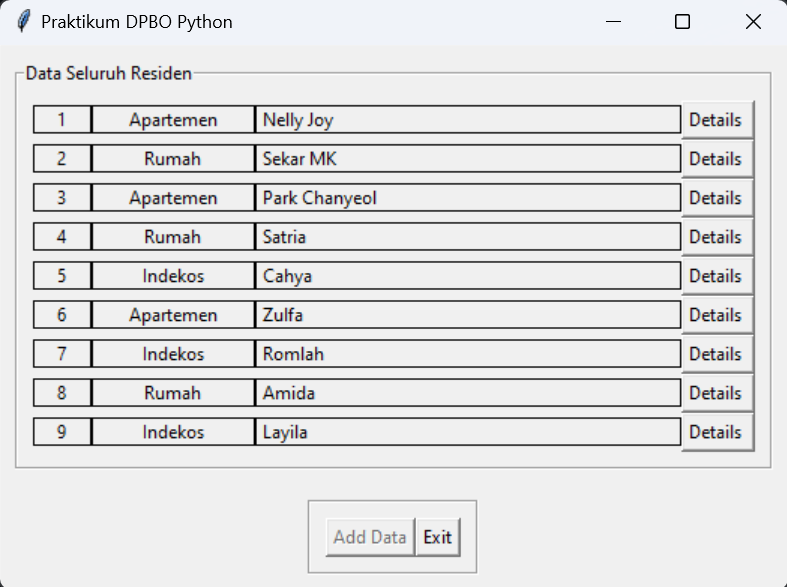 Praktikum DPBO Python
Data Seluruh Residen
1 Apartemen Nelly Joy Details
2 Rumah Sekar MK Details
3 Apartemen Park Chanyeol Details
4 Rumah Satria Details
5 Indekos Cahya Details
6 Apartemen Zulfa Details
7 Indekos Romlah Details
8 Rumah Amida Details
9 Indekos Layila Details
Add Data Exit